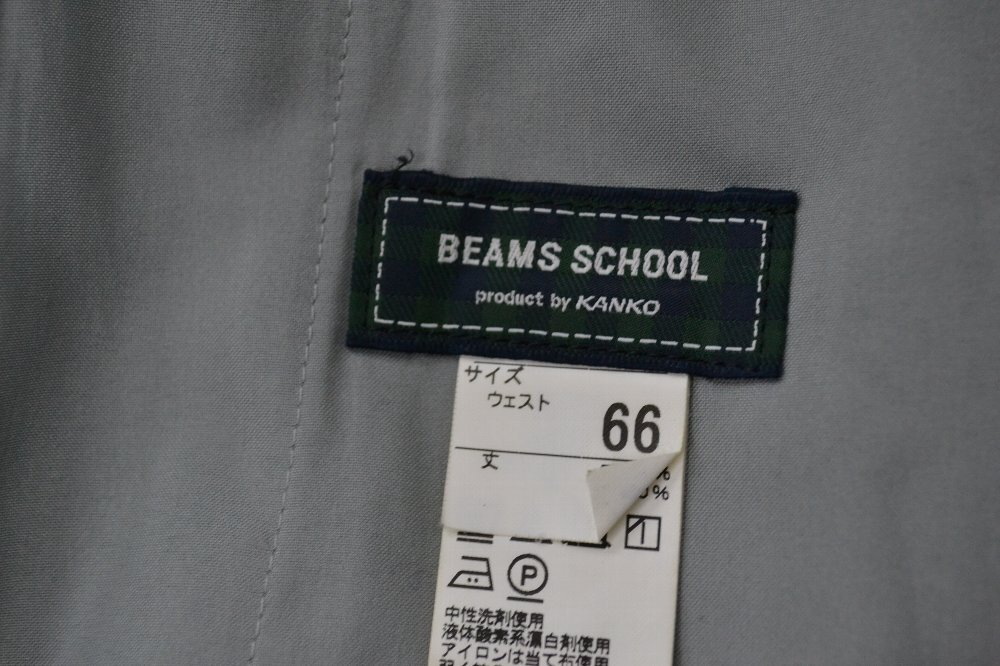 BEAMS SCHOOL
product by KANKO
サイズ
ウェスト 66
丈
%
0%
P
中性洗剤使用
液体酸素系漂白剤使用
アイロンは当て布使用